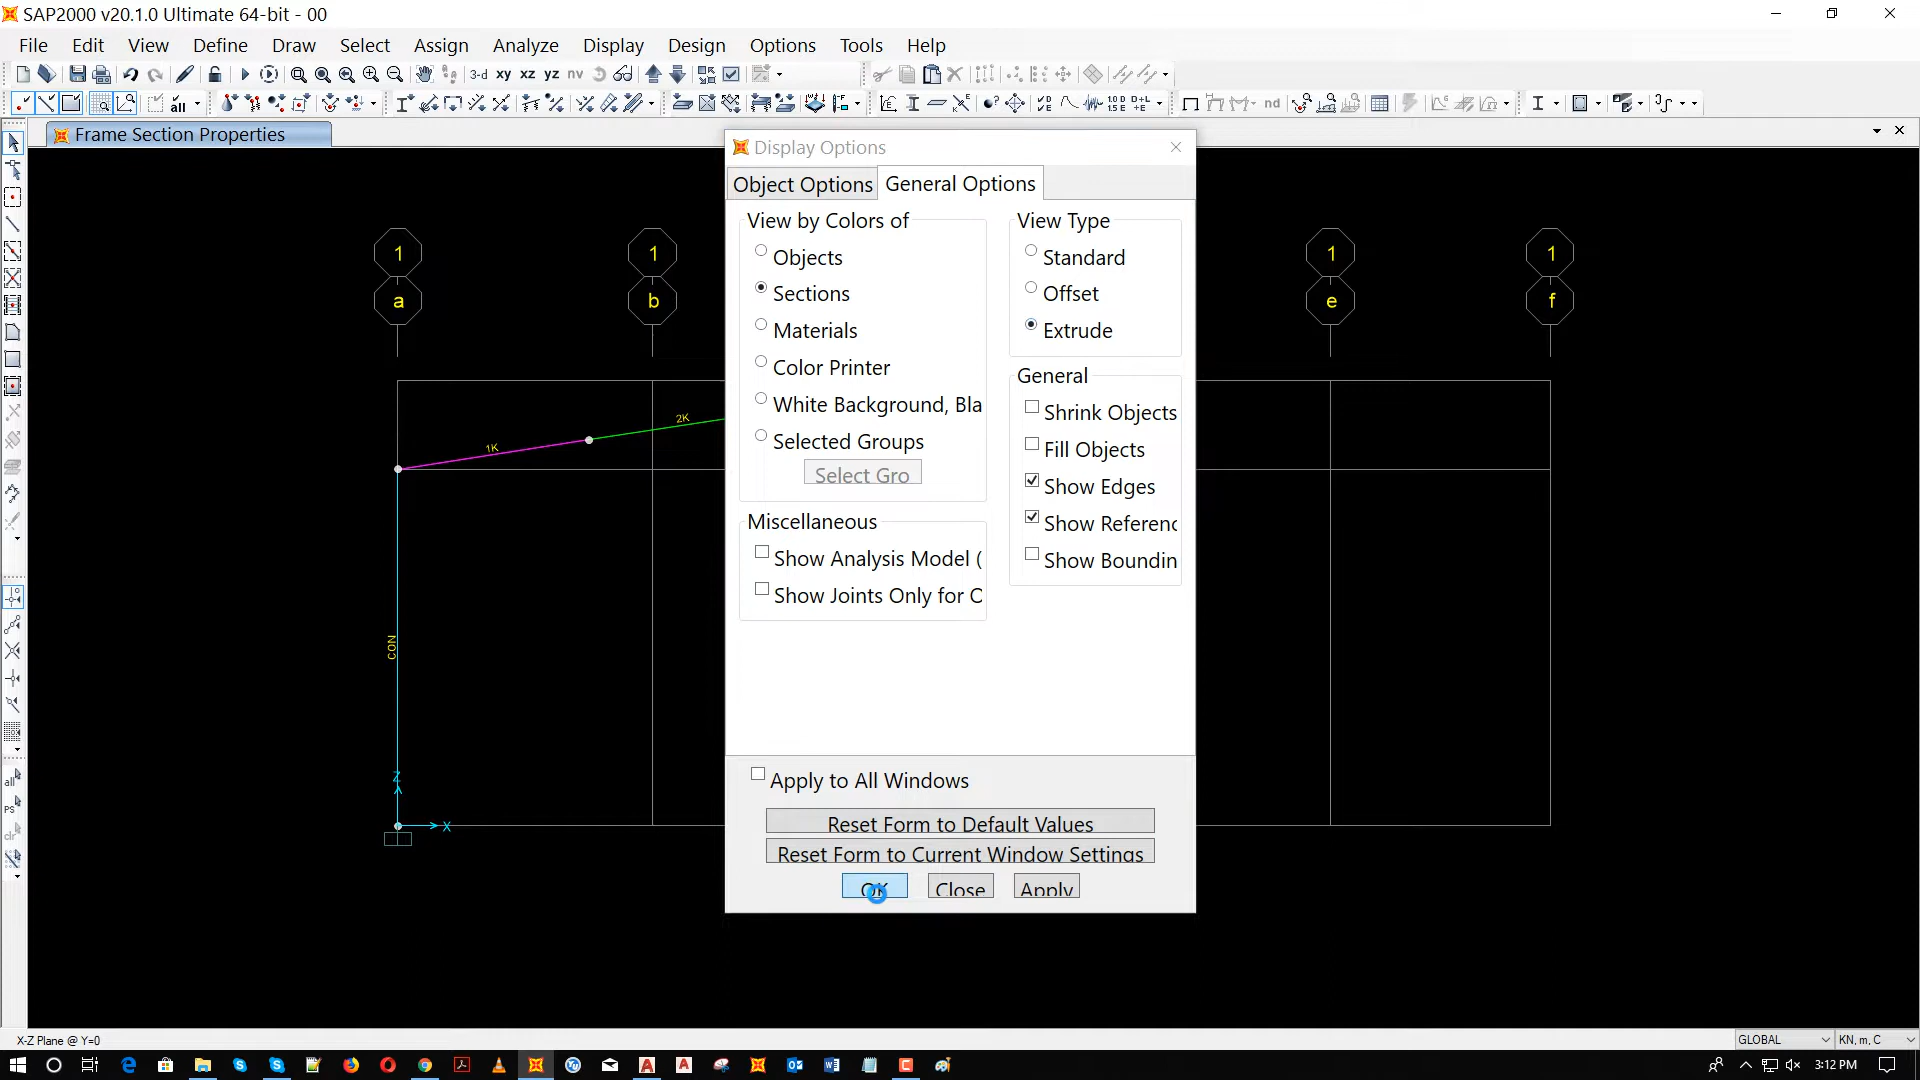 SAP2000 v20.1.0 Ultimate 64-bit - 00
File Edit View Define Draw Select Assign Analyze Display Design Options Tools Help
3-d xy xz yz nv
all nd
Frame Section Properties
Display Options
Object Options General Options
View by Colors of
Objects
Sections
Materials
Color Printer
White Background, Bla
Selected Groups
Select Gro
Miscellaneous
Show Analysis Model (
Show Joints Only for C
View Type
Standard
Offset
Extrude
General
Shrink Objects
Fill Objects
Show Edges
Show Referenc
Show Boundin
Apply to All Windows
Reset Form to Default Values
Reset Form to Current Window Settings
OK Close Apply
1 1 1 1
a b e f
1K 2K
CON
Z
X
all
PS
clr
X-Z Plane @ Y=0
GLOBAL KN, m, C
3:12 PM